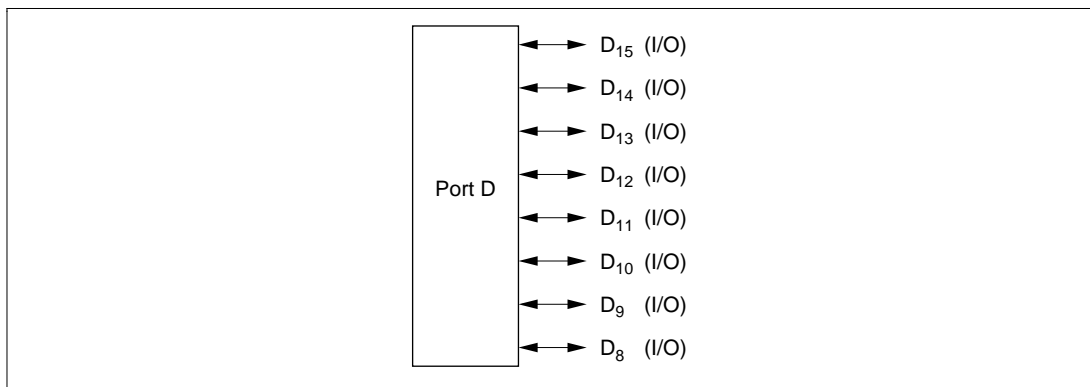 D15 (I/O)
D14 (I/O)
D13 (I/O)
D12 (I/O)
Port D
D11 (I/O)
D10 (I/O)
D9 (I/O)
D8 (I/O)